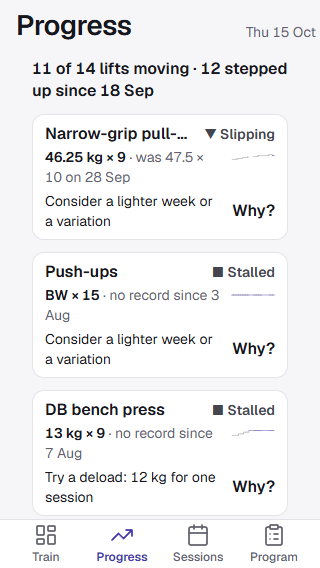 Progress
Thu 15 Oct
11 of 14 lifts moving · 12 stepped
up since 18 Sep
Narrow-grip pull-...
▼ Slipping
46.25 kg × 9 · was 47.5 ×
10 on 28 Sep
Consider a lighter week or
a variation
Why?
Push-ups
■ Stalled
BW × 15 · no record since 3
Aug
Consider a lighter week or
a variation
Why?
DB bench press
■ Stalled
13 kg × 9 · no record since
7 Aug
Try a deload: 12 kg for one
session
Why?
Train
Progress
Sessions
Program